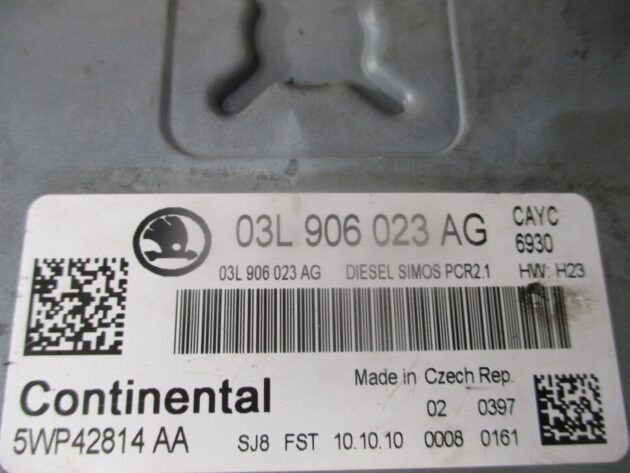 03L 906 023 AG CAYC
6930
03L 906 023 AG DIESEL SIMOS PCR2.1 HW: H23
Continental Made in Czech Rep.
02 0397
5WP42814 AA SJ8 FST 10.10.10 0008 0161